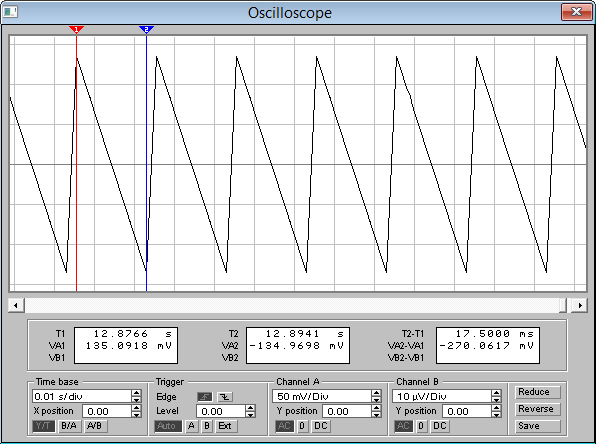 Oscilloscope
1 2
T1 12.8766 s T2 12.8941 s T2-T1 17.5000 ms
VA1 135.0918 mV VA2 -134.9698 mV VA2-VA1 -270.0617 mV
VB1 VB2 VB2-VB1
Time base Trigger Channel A Channel B
0.01 s/div Edge 50 mV/Div 10 µV/Div Reduce
X position 0.00 Level 0.00 Y position 0.00 Y position 0.00 Reverse
Y/T B/A A/B Auto A B Ext AC 0 DC AC 0 DC Save